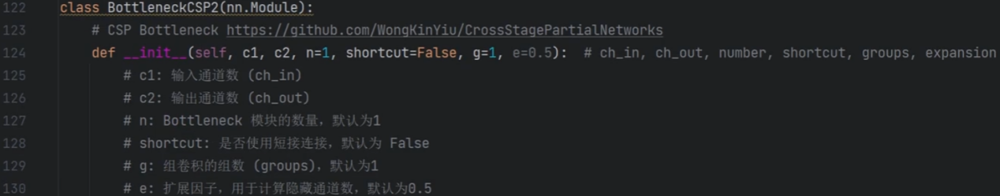 122 class BottleneckCSP2(nn.Module):
123 # CSP Bottleneck https://github.com/WongKinYiu/CrossStagePartialNetworks
124 def __init__(self, c1, c2, n=1, shortcut=False, g=1, e=0.5): # ch_in, ch_out, number, shortcut, groups, expansion
125 # c1: 输入通道数 (ch_in)
126 # c2: 输出通道数 (ch_out)
127 # n: Bottleneck 模块的数量，默认为1
128 # shortcut: 是否使用短接连接，默认为 False
129 # g: 组卷积的组数 (groups)，默认为1
130 # e: 扩展因子，用于计算隐藏通道数，默认为0.5